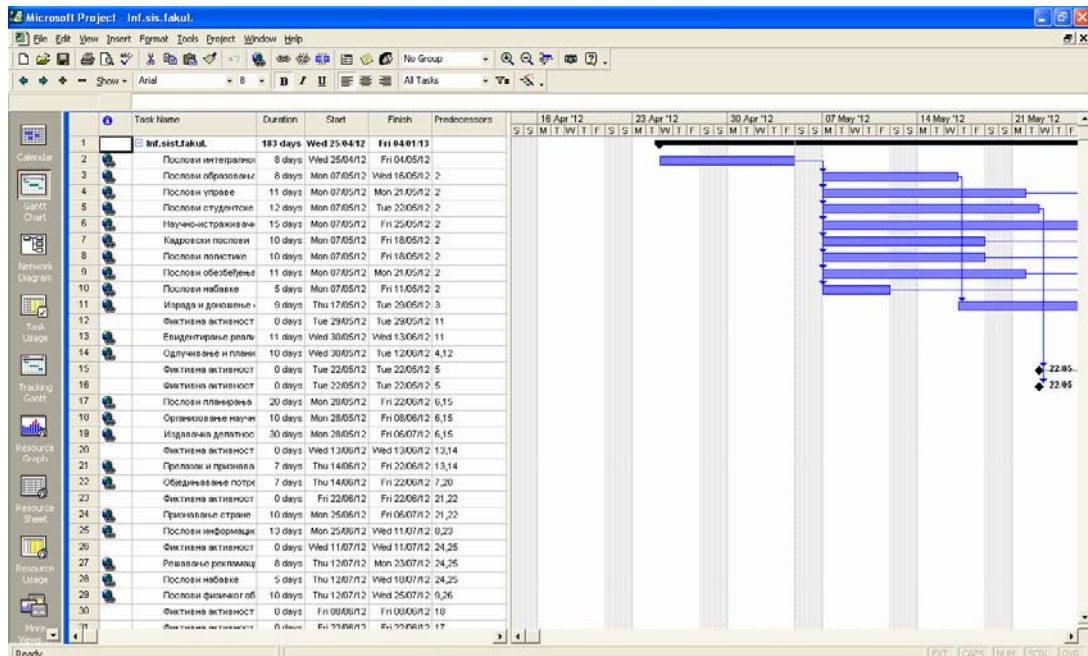 Microsoft Project - Inf.sis.fakul.
File Edit View Insert Format Tools Project Window Help
No Group
Show Arial 8 B I U All Tasks
Task Name Duration Start Finish Predecessors
16 Apr '12 23 Apr '12 30 Apr '12 07 May '12 14 May '12 21 May '12
S S M T W T F S S M T W T F S S M T W T F S S M T W T F S S M T W T F S S M T W T
1 Inf.sist.fakul. 183 days Wed 25/04/12 Fri 04/01/13
2 Послови интегралног 8 days Wed 25/04/12 Fri 04/05/12
3 Послови образовања 8 days Mon 07/05/12 Wed 16/05/12 2
4 Послови управе 11 days Mon 07/05/12 Mon 21/05/12 2
5 Послови студентске 12 days Mon 07/05/12 Tue 22/05/12 2
6 Научно-истраживачк 15 days Mon 07/05/12 Fri 25/05/12 2
7 Кадровски послови 10 days Mon 07/05/12 Fri 18/05/12 2
8 Послови логистике 10 days Mon 07/05/12 Fri 18/05/12 2
9 Послови обезбеђења 11 days Mon 07/05/12 Mon 21/05/12 2
10 Послови набавке 5 days Mon 07/05/12 Fri 11/05/12 2
11 Израда и доношење 9 days Thu 17/05/12 Tue 29/05/12 3
12 Фиктивна активност 0 days Tue 29/05/12 Tue 29/05/12 11
13 Евидентирање реали 11 days Wed 30/05/12 Wed 13/06/12 11
14 Одлучивање и плани 10 days Wed 30/05/12 Tue 12/06/12 4,12
15 Фиктивна активност 0 days Tue 22/05/12 Tue 22/05/12 5
22/05
16 Фиктивна активност 0 days Tue 22/05/12 Tue 22/05/12 5
22/05
17 Послови планирања 20 days Mon 28/05/12 Fri 22/06/12 6,15
18 Организовање научн 10 days Mon 28/05/12 Fri 08/06/12 6,15
19 Издавачка делатнос 30 days Mon 28/05/12 Fri 06/07/12 6,15
20 Фиктивна активност 0 days Wed 13/06/12 Wed 13/06/12 13,14
21 Прелазак и признава 7 days Thu 14/06/12 Fri 22/06/12 13,14
22 Обједињавање потре 7 days Thu 14/06/12 Fri 22/06/12 7,20
23 Фиктивна активност 0 days Fri 22/06/12 Fri 22/06/12 21,22
24 Признавање стране 10 days Mon 25/06/12 Fri 06/07/12 21,22
25 Послови информаци 13 days Mon 25/06/12 Wed 11/07/12 8,23
26 Фиктивна активност 0 days Wed 11/07/12 Wed 11/07/12 24,25
27 Решавање рекламаци 8 days Thu 12/07/12 Mon 23/07/12 24,25
28 Послови набавке 5 days Thu 12/07/12 Wed 18/07/12 24,25
29 Послови физичког об 10 days Thu 12/07/12 Wed 25/07/12 9,26
30 Фиктивна активност 0 days Fri 08/06/12 Fri 08/06/12 18
31 Фиктивна активност 0 days Fri 22/06/12 Fri 22/06/12 17
Calendar
Gantt Chart
Network Diagram
Task Usage
Tracking Gantt
Resource Graph
Resource Sheet
Resource Usage
More Views...
Ready
EXT CAPS NUM SCRL OVR